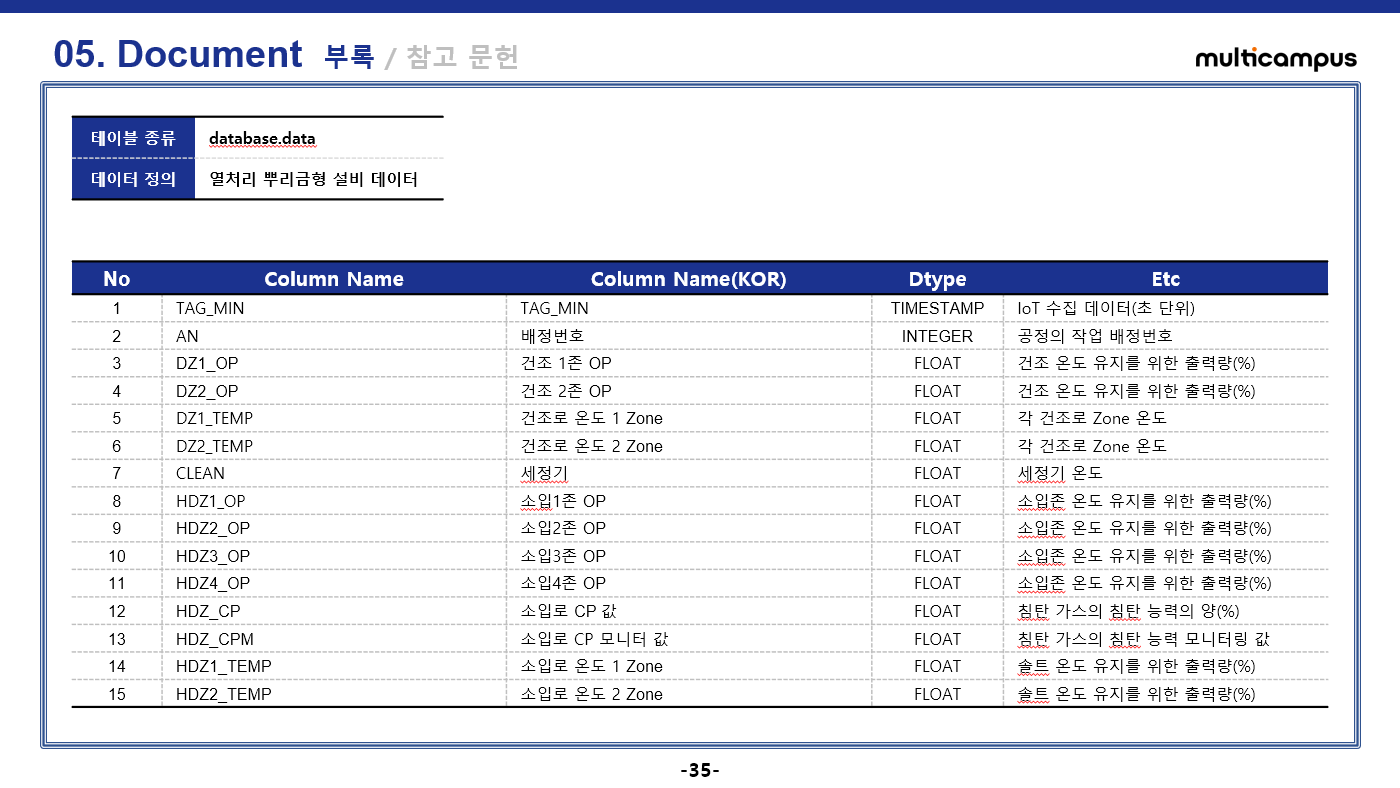 05. Document 부록 / 참고 문헌
multicampus
테이블 종류 database.data
데이터 정의 열처리 뿌리금형 설비 데이터
No Column Name Column Name(KOR) Dtype Etc
1 TAG_MIN TAG_MIN TIMESTAMP IoT 수집 데이터(초 단위)
2 AN 배정번호 INTEGER 공정의 작업 배정번호
3 DZ1_OP 건조 1존 OP FLOAT 건조 온도 유지를 위한 출력량(%)
4 DZ2_OP 건조 2존 OP FLOAT 건조 온도 유지를 위한 출력량(%)
5 DZ1_TEMP 건조로 온도 1 Zone FLOAT 각 건조로 Zone 온도
6 DZ2_TEMP 건조로 온도 2 Zone FLOAT 각 건조로 Zone 온도
7 CLEAN 세정기 FLOAT 세정기 온도
8 HDZ1_OP 소입1존 OP FLOAT 소입존 온도 유지를 위한 출력량(%)
9 HDZ2_OP 소입2존 OP FLOAT 소입존 온도 유지를 위한 출력량(%)
10 HDZ3_OP 소입3존 OP FLOAT 소입존 온도 유지를 위한 출력량(%)
11 HDZ4_OP 소입4존 OP FLOAT 소입존 온도 유지를 위한 출력량(%)
12 HDZ_CP 소입로 CP 값 FLOAT 침탄 가스의 침탄 능력의 양(%)
13 HDZ_CPM 소입로 CP 모니터 값 FLOAT 침탄 가스의 침탄 능력 모니터링 값
14 HDZ1_TEMP 소입로 온도 1 Zone FLOAT 솔트 온도 유지를 위한 출력량(%)
15 HDZ2_TEMP 소입로 온도 2 Zone FLOAT 솔트 온도 유지를 위한 출력량(%)
-35-